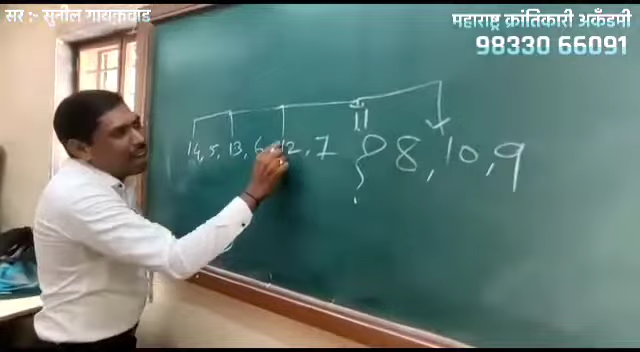 सर :- सुनील गायकवाड
महाराष्ट्र क्रांतिकारी अकॅडमी
98330 66091
11
14, 5, 13, 6, 12, 7 ? 8, 10, 9